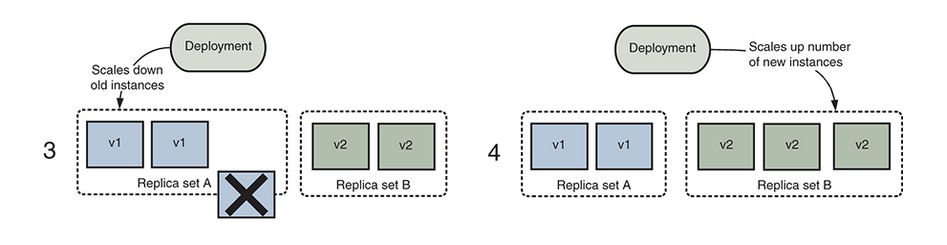 Deployment
Scales down
old instances
3
v1
v1
Replica set A
v2
v2
Replica set B
Deployment
Scales up number
of new instances
4
v1
v1
Replica set A
v2
v2
v2
Replica set B